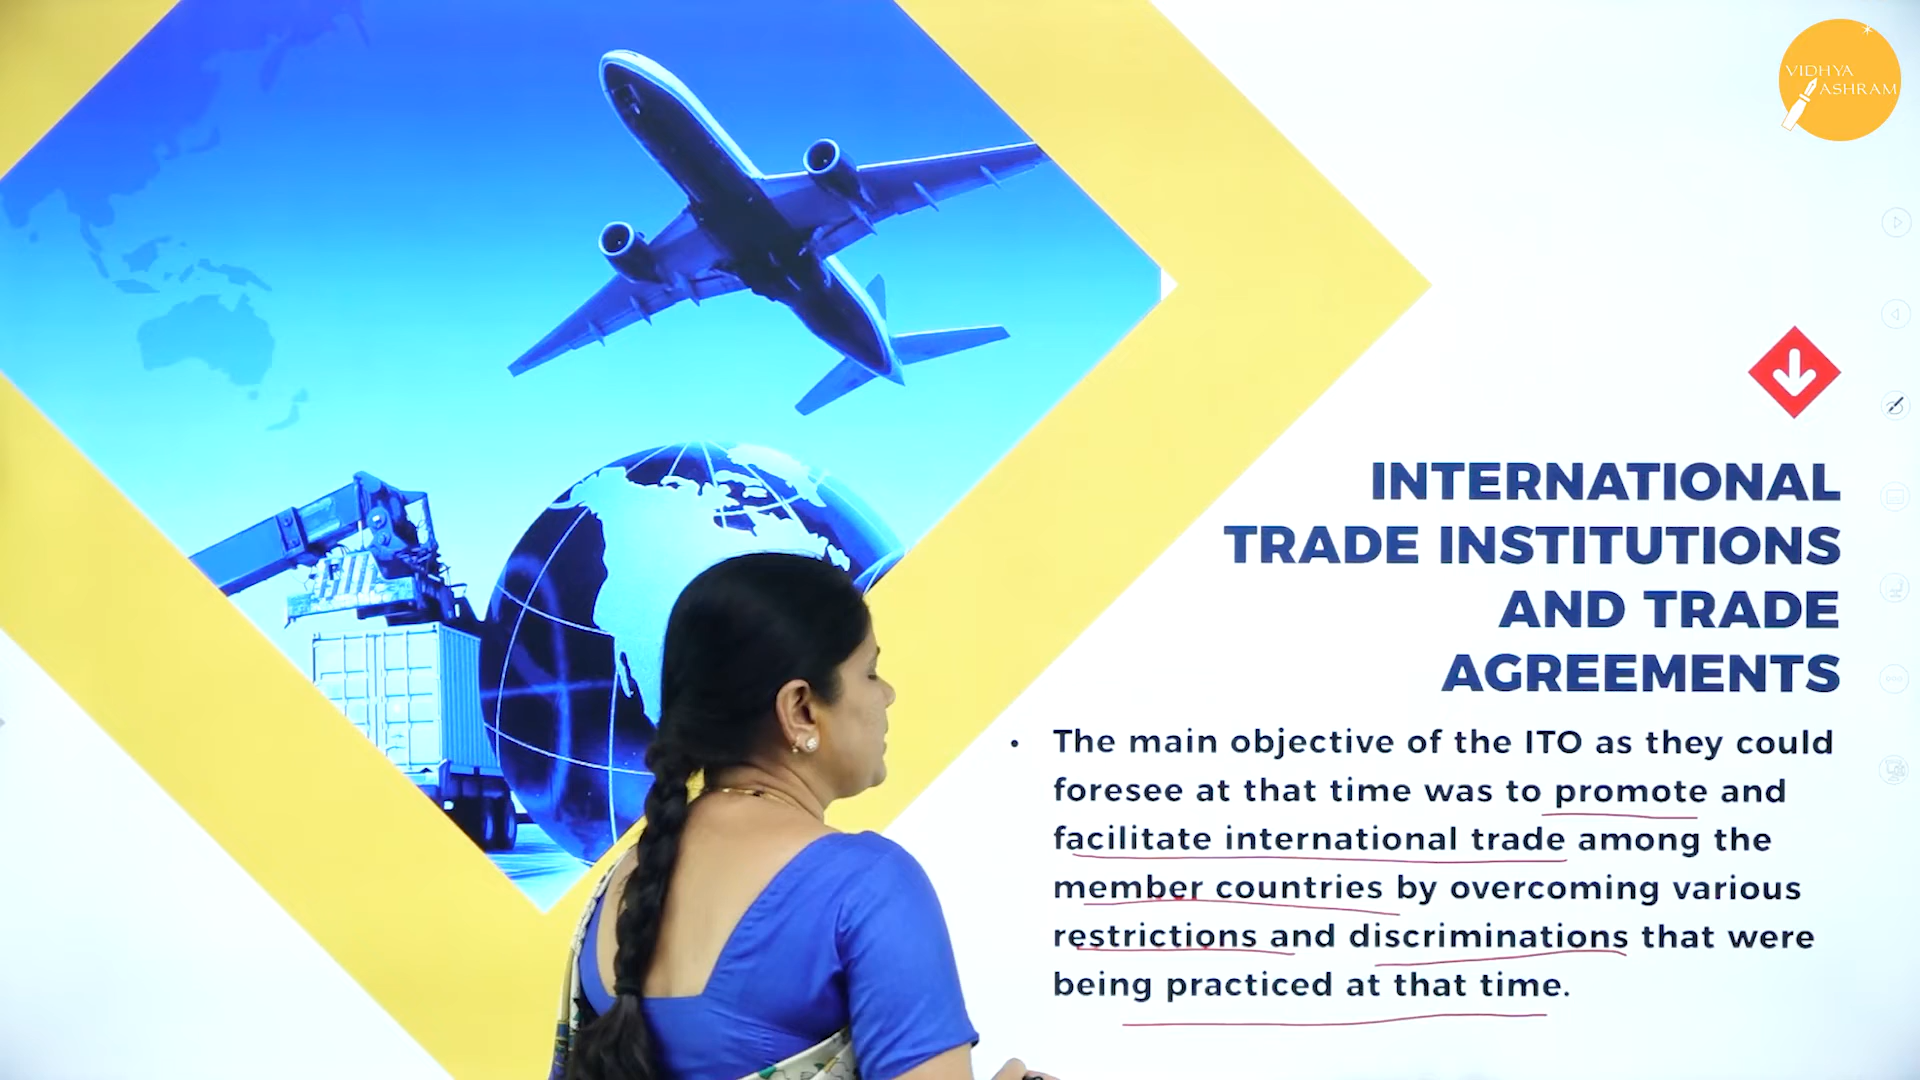 VIDHYA
ASHRAM
INTERNATIONAL
TRADE INSTITUTIONS
AND TRADE
AGREEMENTS
• The main objective of the ITO as they could
foresee at that time was to promote and
facilitate international trade among the
member countries by overcoming various
restrictions and discriminations that were
being practiced at that time.